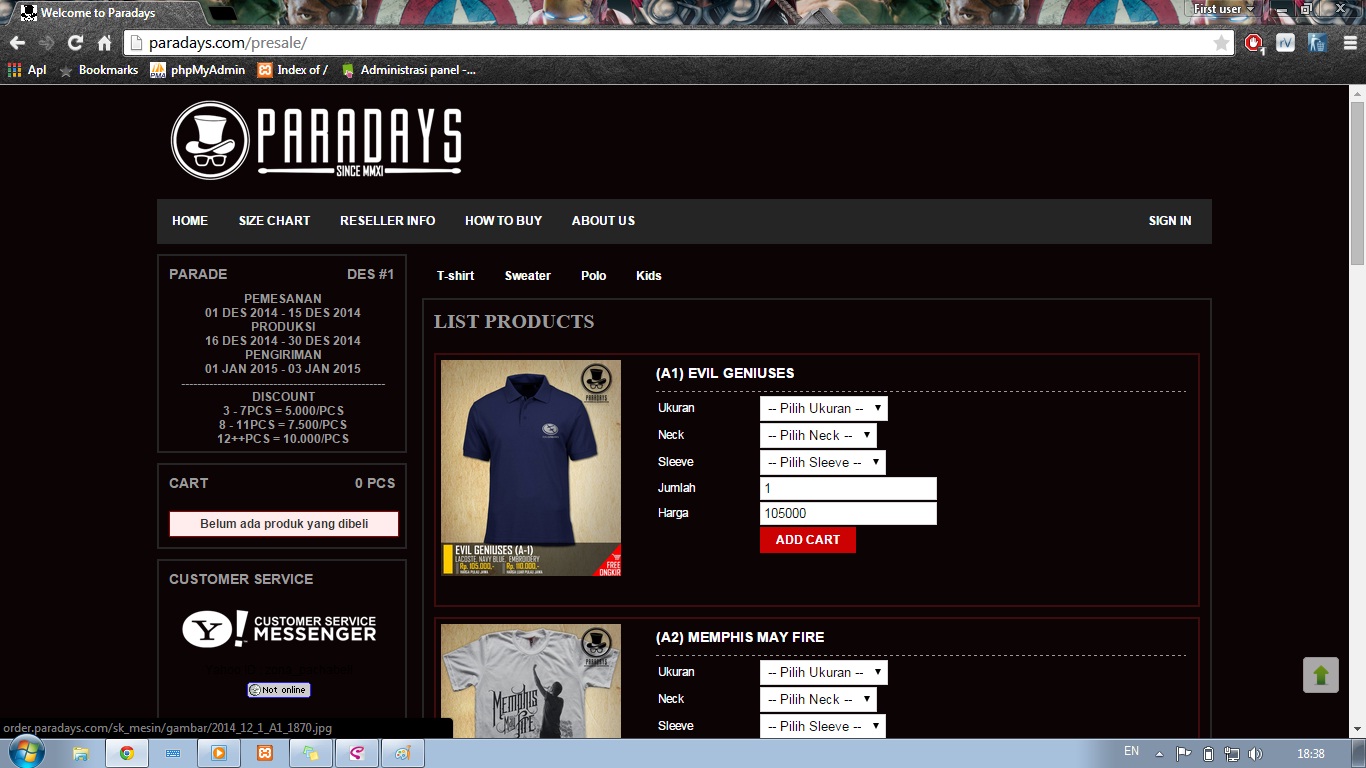 Welcome to Paradays
First user
paradays.com/presale/
1
Apl
Bookmarks
phpMyAdmin
Index of /
Administrasi panel -...
PARADAYS
SINCE MMXI
HOME
SIZE CHART
RESELLER INFO
HOW TO BUY
ABOUT US
SIGN IN
PARADE DES #1
PEMESANAN
01 DES 2014 - 15 DES 2014
PRODUKSI
16 DES 2014 - 30 DES 2014
PENGIRIMAN
01 JAN 2015 - 03 JAN 2015
DISCOUNT
3 - 7PCS = 5.000/PCS
8 - 11PCS = 7.500/PCS
12++PCS = 10.000/PCS
CART 0 PCS
Belum ada produk yang dibeli
CUSTOMER SERVICE
Y! CUSTOMER SERVICE
MESSENGER
Not online
T-shirt
Sweater
Polo
Kids
LIST PRODUCTS
PARADAYS
EVIL GENIUSES (A-1)
LACOSTE, NAVY BLUE, EMBROIDERY
Rp. 105.000,- Rp. 110.000,-
HARGA PULAU JAWA HARGA LUAR PULAU JAWA
FREE
ONGKIR
(A1) EVIL GENIUSES
Ukuran -- Pilih Ukuran --
Neck -- Pilih Neck --
Sleeve -- Pilih Sleeve --
Jumlah 1
Harga 105000
ADD CART
PARADAYS
MEMPHIS
MAY FIRE
(A2) MEMPHIS MAY FIRE
Ukuran -- Pilih Ukuran --
Neck -- Pilih Neck --
Sleeve -- Pilih Sleeve --
order.paradays.com/sk_mesin/gambar/2014_12_1_A1_1870.jpg
EN
18:38